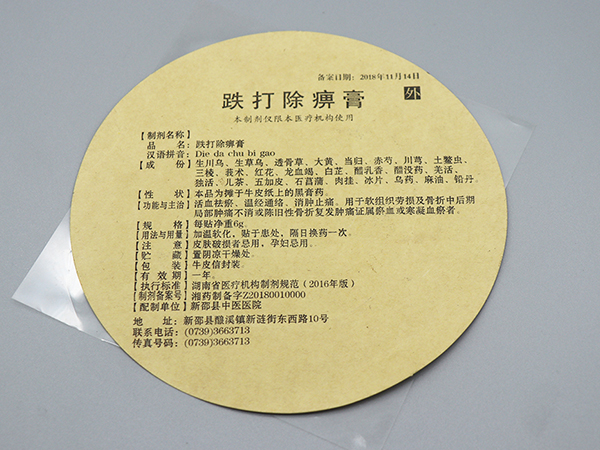 备案日期：2018年11月14日
跌打除痹膏
外
本制剂仅限本医疗机构使用
【制剂名称】
品　名：跌打除痹膏
汉语拼音：Die da chu bi gao
【成　份】生川乌、生草乌、透骨草、大黄、当归、赤芍、川芎、土鳖虫、
三棱、莪术、红花、龙血竭、白芷、醋乳香、醋没药、羌活、
独活、儿茶、五加皮、石菖蒲、肉挂、冰片、乌药、麻油、铅丹。
【性　状】本品为摊于牛皮纸上的黑膏药。
【功能与主治】活血祛瘀、温经通络、消肿止痛。用于软组织劳损及骨折中后期
局部肿痛不消或陈旧性骨折复发肿痛证属瘀血或寒凝血瘀者。
【规　格】每贴净重6g。
【用法与用量】加温软化，贴于患处，隔日换药一次。
【注　意】皮肤破损者忌用，孕妇忌用。
【贮　藏】置阴凉干燥处。
【包　装】牛皮信封装。
【有 效 期】一年。
【执行标准】湖南省医疗机构制剂规范（2016年版）
【制剂备案号】湘药制备字Z20180010000
【配制单位】新邵县中医医院
地　址：新邵县酿溪镇新涟街东西路10号
联系电话：(0739)3663713
传真号码：(0739)3663713